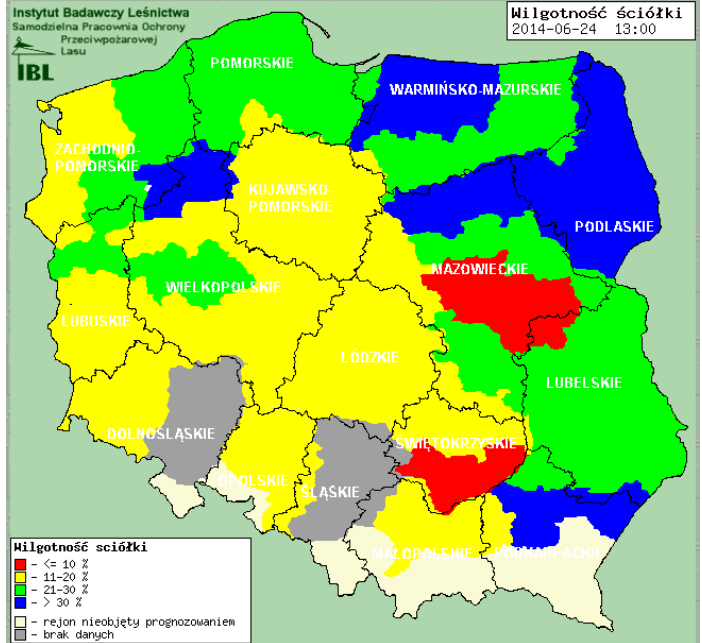 Instytut Badawczy Leśnictwa
Samodzielna Pracownia Ochrony
Przeciwpożarowej
Lasu
IBL
Wilgotność ściółki
2014-06-24 13:00
POMORSKIE
WARMIŃSKO-MAZURSKIE
ZACHODNIO-
POMORSKIE
KUJAWSKO-
POMORSKIE
PODLASKIE
MAZOWIECKIE
WIELKOPOLSKIE
LUBUSKIE
ŁÓDZKIE
LUBELSKIE
DOLNOŚLĄSKIE
ŚWIĘTOKRZYSKIE
OPOLSKIE
ŚLĄSKIE
MAŁOPOLSKIE
PODKARPACKIE
Wilgotność sciółki
- <= 10 %
- 11-20 %
- 21-30 %
- > 30 %
- rejon nieobjęty prognozowaniem
- brak danych